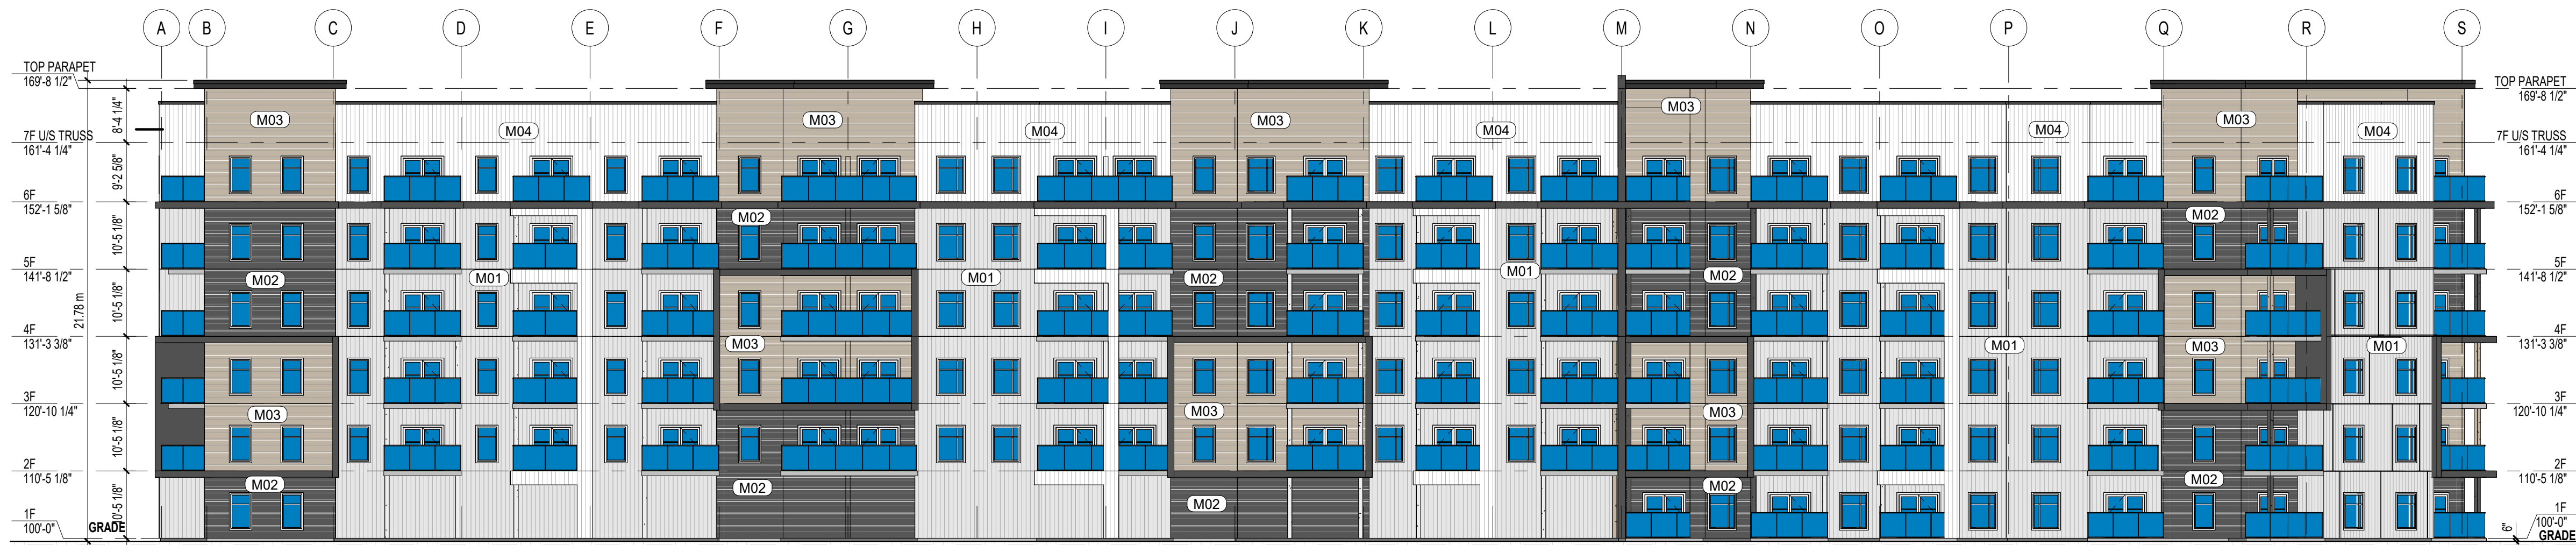 A B C D E F G H I J K L M N O P Q R S
TOP PARAPET
169'-8 1/2"
8'-4 1/4"
7F U/S TRUSS
161'-4 1/4"
9'-2 5/8"
6F
152'-1 5/8"
10'-5 1/8"
5F
141'-8 1/2"
21.78 m
10'-5 1/8"
4F
131'-3 3/8"
10'-5 1/8"
3F
120'-10 1/4"
10'-5 1/8"
2F
110'-5 1/8"
10'-5 1/8"
1F
100'-0"
GRADE
M03
M04
M03
M04
M03
M04
M03
M04
M03
M04
M02
M02
M02
M01
M01
M02
M01
M02
M03
M01
M03
M01
M03
M03
M03
M02
M02
M02
M02
M02
TOP PARAPET
169'-8 1/2"
7F U/S TRUSS
161'-4 1/4"
6F
152'-1 5/8"
5F
141'-8 1/2"
4F
131'-3 3/8"
3F
120'-10 1/4"
2F
110'-5 1/8"
1F
100'-0"
6"
GRADE